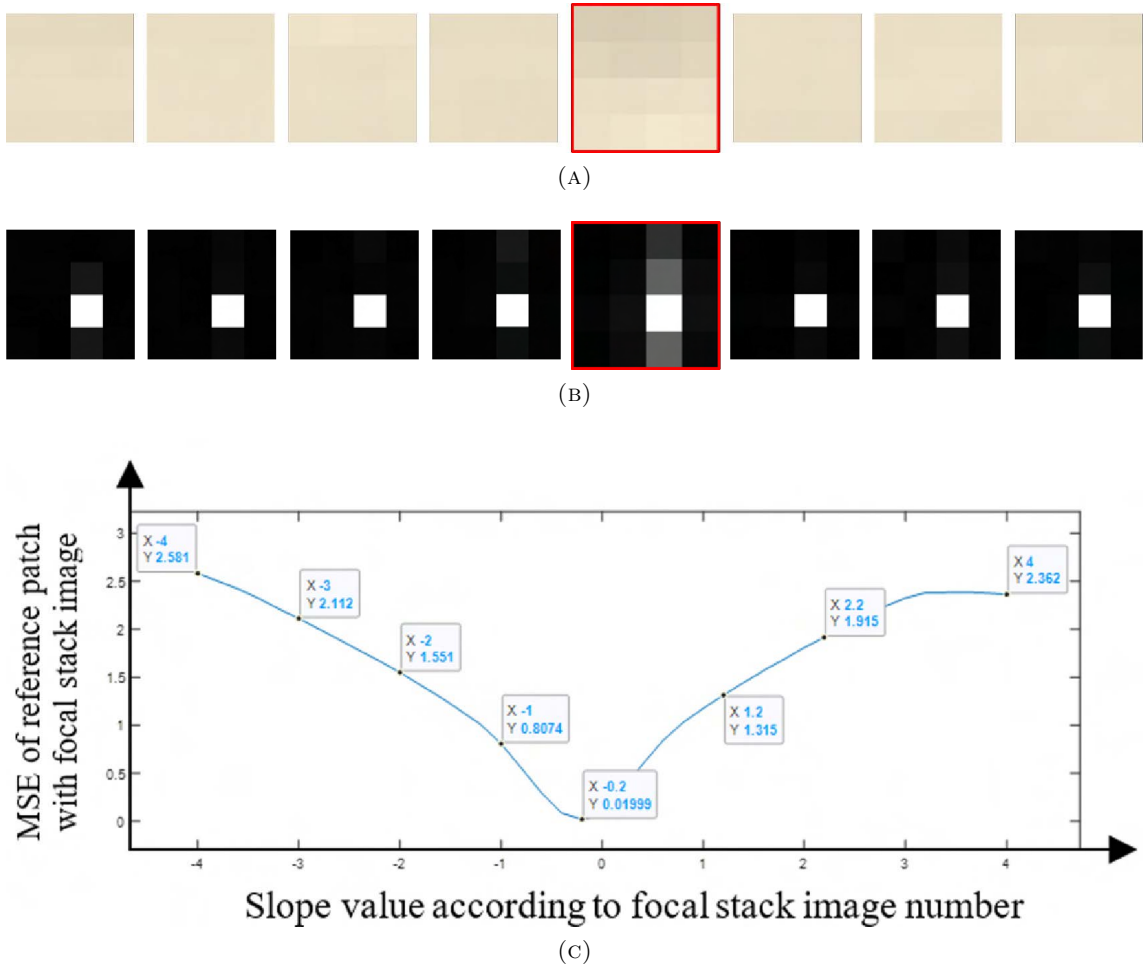 (A)
(B)
MSE of reference patch
with focal stack image
3
2.5
2
1.5
1
0.5
0
X -4
Y 2.581
X -3
Y 2.112
X -2
Y 1.551
X -1
Y 0.8074
X -0.2
Y 0.01999
X 1.2
Y 1.315
X 2.2
Y 1.915
X 4
Y 2.362
-4 -3 -2 -1 0 1 2 3 4
Slope value according to focal stack image number
(C)